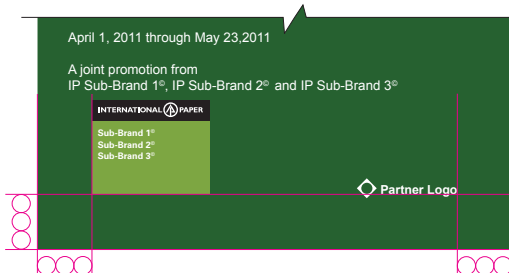 April 1, 2011 through May 23,2011
A joint promotion from
IP Sub-Brand 1©, IP Sub-Brand 2© and IP Sub-Brand 3©
INTERNATIONAL PAPER
Sub-Brand 1©
Sub-Brand 2©
Sub-Brand 3©
Partner Logo